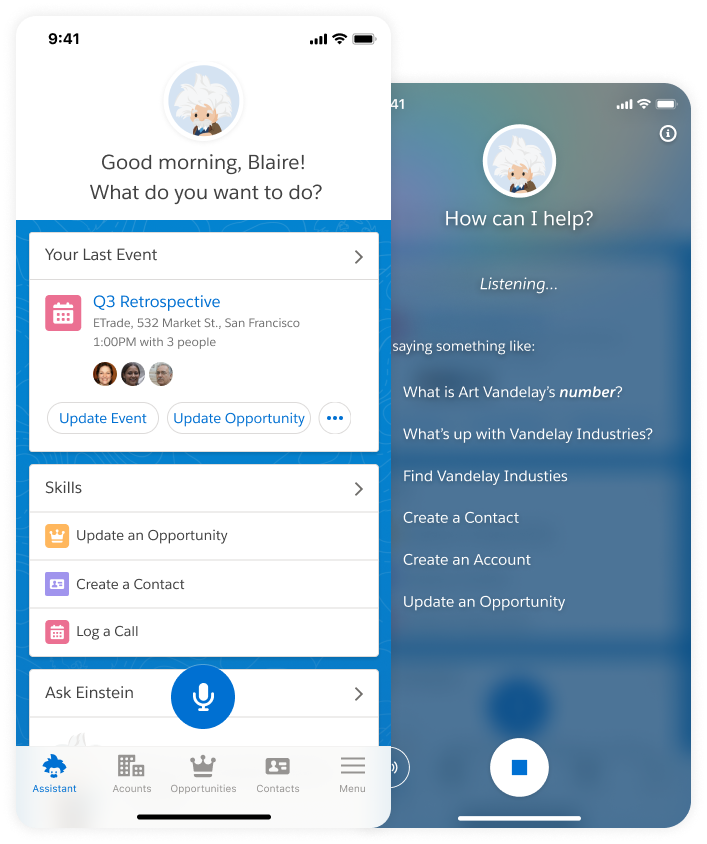 9:41
Good morning, Blaire!
What do you want to do?
Your Last Event
Q3 Retrospective
ETrade, 532 Market St., San Francisco
1:00PM with 3 people
Update Event
Update Opportunity
Skills
Update an Opportunity
Create a Contact
Log a Call
Ask Einstein
Assistant
Acounts
Opportunities
Contacts
Menu
41
How can I help?
Listening...
saying something like:
What is Art Vandelay’s number?
What’s up with Vandelay Industries?
Find Vandelay Industies
Create a Contact
Create an Account
Update an Opportunity